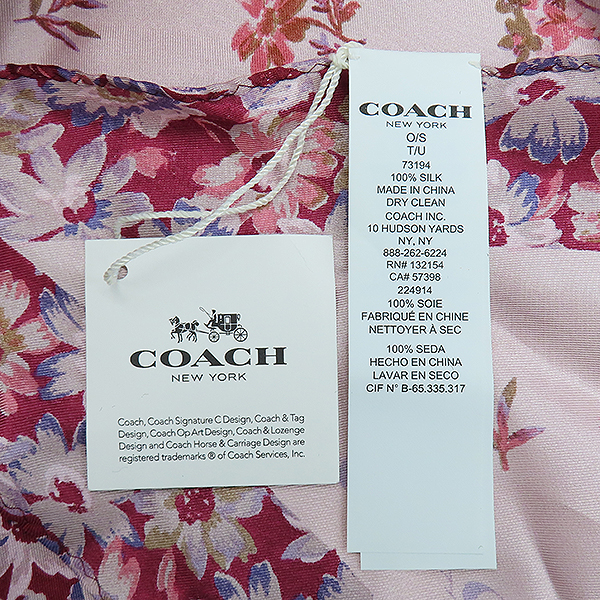 COACH
NEW YORK
Coach, Coach Signature C Design, Coach & Tag
Design, Coach Op Art Design, Coach & Lozenge
Design and Coach Horse & Carriage Design are
registered trademarks ® of Coach Services, Inc.
COACH
NEW YORK
O/S
T/U
73194
100% SILK
MADE IN CHINA
DRY CLEAN
COACH INC.
10 HUDSON YARDS
NY, NY
888-262-6224
RN# 132154
CA# 57398
224914
100% SOIE
FABRIQUÉ EN CHINE
NETTOYER À SEC
100% SEDA
HECHO EN CHINA
LAVAR EN SECO
CIF N° B-65.335.317